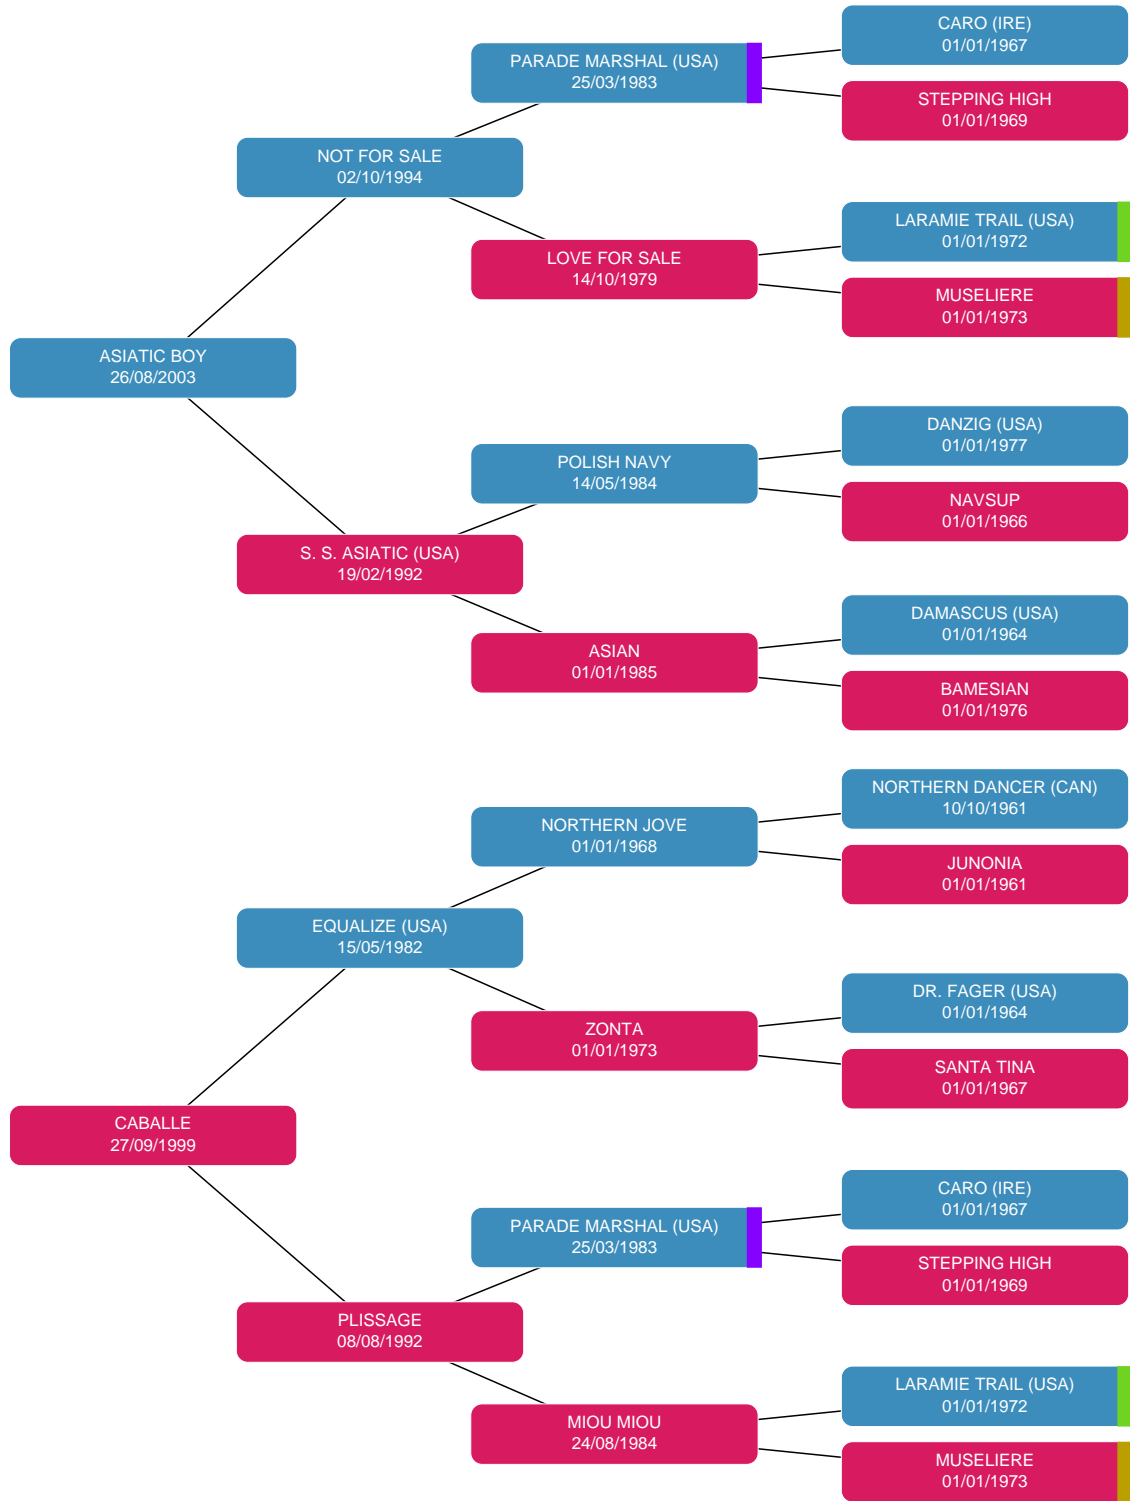 CARO (IRE)
01/01/1967
PARADE MARSHAL (USA)
25/03/1983
STEPPING HIGH
01/01/1969
NOT FOR SALE
02/10/1994
LARAMIE TRAIL (USA)
01/01/1972
LOVE FOR SALE
14/10/1979
MUSELIERE
01/01/1973
ASIATIC BOY
26/08/2003
DANZIG (USA)
01/01/1977
POLISH NAVY
14/05/1984
NAVSUP
01/01/1966
S. S. ASIATIC (USA)
19/02/1992
DAMASCUS (USA)
01/01/1964
ASIAN
01/01/1985
BAMESIAN
01/01/1976
NORTHERN DANCER (CAN)
10/10/1961
NORTHERN JOVE
01/01/1968
JUNONIA
01/01/1961
EQUALIZE (USA)
15/05/1982
DR. FAGER (USA)
01/01/1964
ZONTA
01/01/1973
SANTA TINA
01/01/1967
CABALLE
27/09/1999
CARO (IRE)
01/01/1967
PARADE MARSHAL (USA)
25/03/1983
STEPPING HIGH
01/01/1969
PLISSAGE
08/08/1992
LARAMIE TRAIL (USA)
01/01/1972
MIOU MIOU
24/08/1984
MUSELIERE
01/01/1973